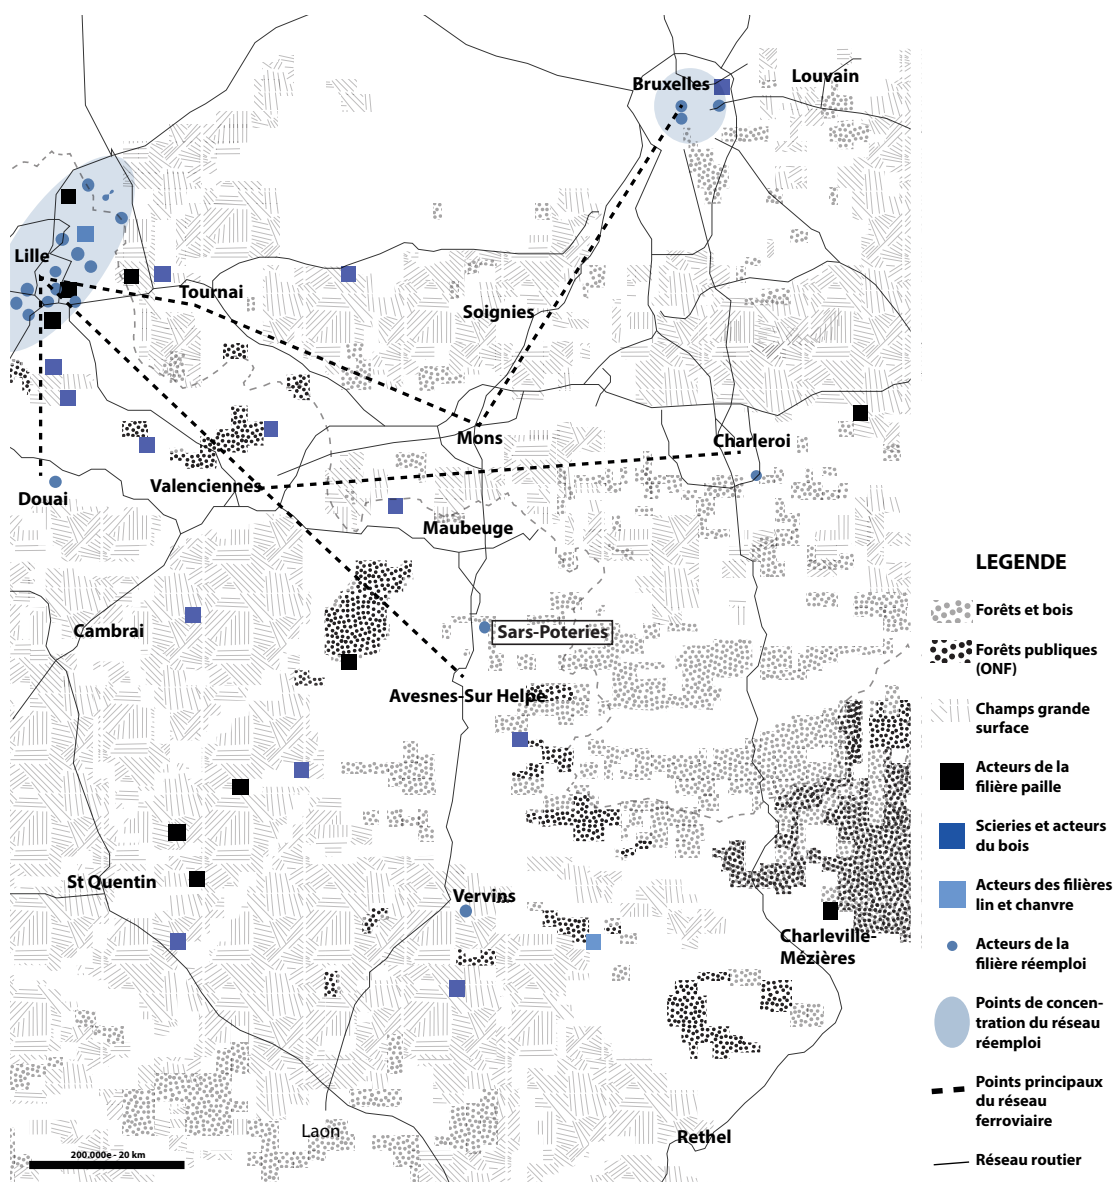 Bruxelles
Louvain
Lille
Tournai
Soignies
Mons
Charleroi
Valenciennes
Douai
Maubeuge
Cambrai
Sars-Poteries
Avesnes-Sur Helpe
St Quentin
Vervins
Charleville-
Mézières
Laon
Rethel
200.000e - 20 km
LEGENDE
Forêts et bois
Forêts publiques
(ONF)
Champs grande
surface
Acteurs de la
filière paille
Scieries et acteurs
du bois
Acteurs des filières
lin et chanvre
Acteurs de la
filière réemploi
Points de concen-
tration du réseau
réemploi
Points principaux
du réseau
ferroviaire
Réseau routier